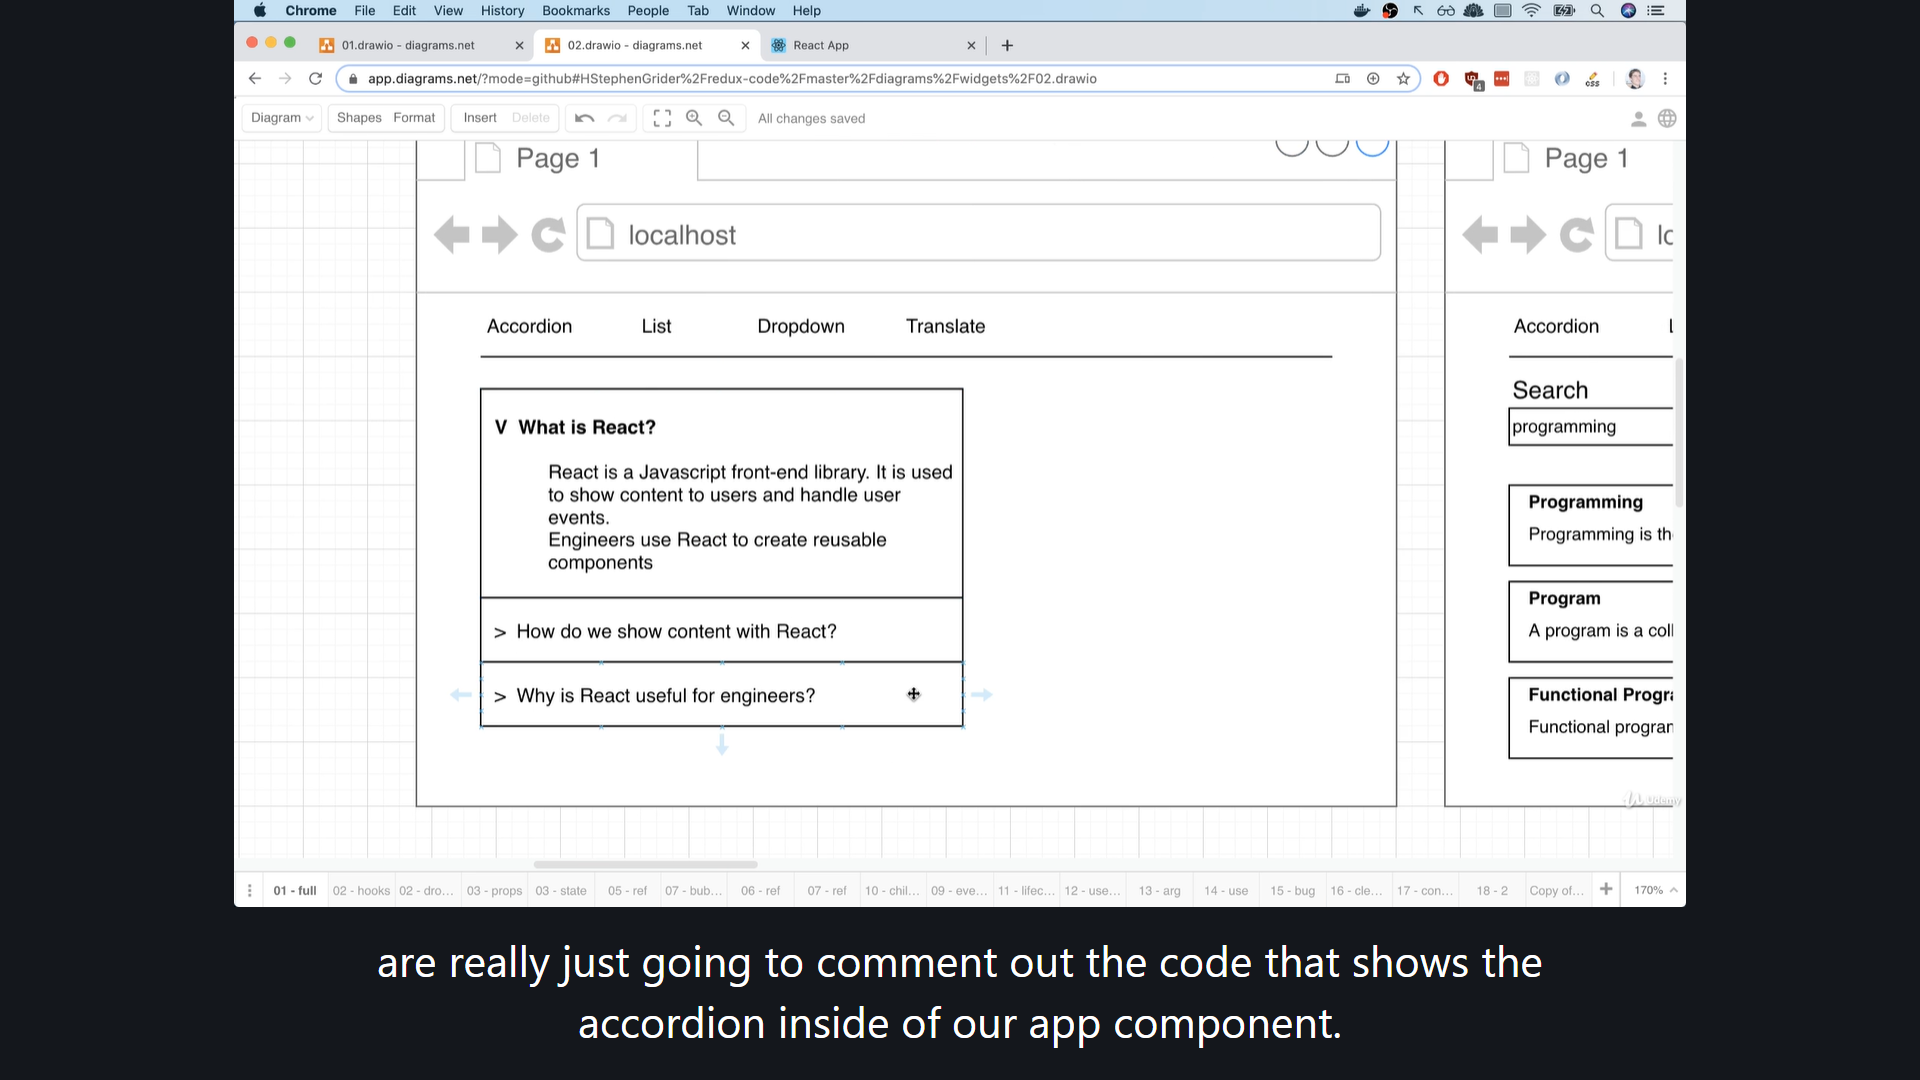 Chrome File Edit View History Bookmarks People Tab Window Help
01.drawio - diagrams.net
02.drawio - diagrams.net
React App
app.diagrams.net/?mode=github#HStephenGrider%2Fredux-code%2Fmaster%2Fdiagrams%2Fwidgets%2F02.drawio
4
css
Diagram Shapes Format Insert Delete All changes saved
Page 1
localhost
Accordion List Dropdown Translate
V What is React?
React is a Javascript front-end library. It is used
to show content to users and handle user
events.
Engineers use React to create reusable
components
> How do we show content with React?
> Why is React useful for engineers?
Page 1
lc
Accordion L
Search
programming
Programming
Programming is th
Program
A program is a coll
Functional Progra
Functional progran
Udemy
01 - full 02 - hooks 02 - dro... 03 - props 03 - state 05 - ref 07 - bub... 06 - ref 07 - ref 10 - chil... 09 - eve... 11 - lifec... 12 - use... 13 - arg 14 - use 15 - bug 16 - cle... 17 - con... 18 - 2 Copy of... 170%
are really just going to comment out the code that shows the
accordion inside of our app component.